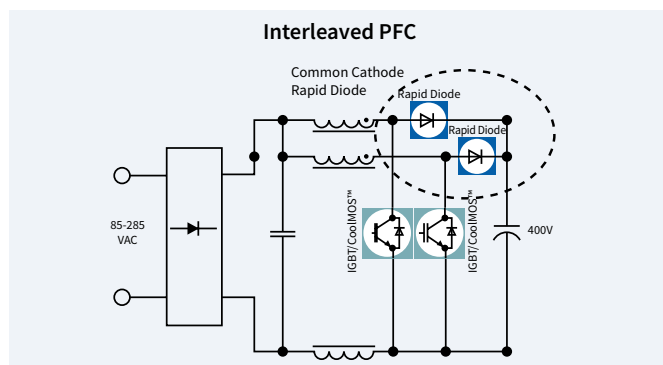 Interleaved PFC
Common Cathode
Rapid Diode
Rapid Diode
Rapid Diode
85-285
VAC
IGBT/CoolMOS™
IGBT/CoolMOS™
400V